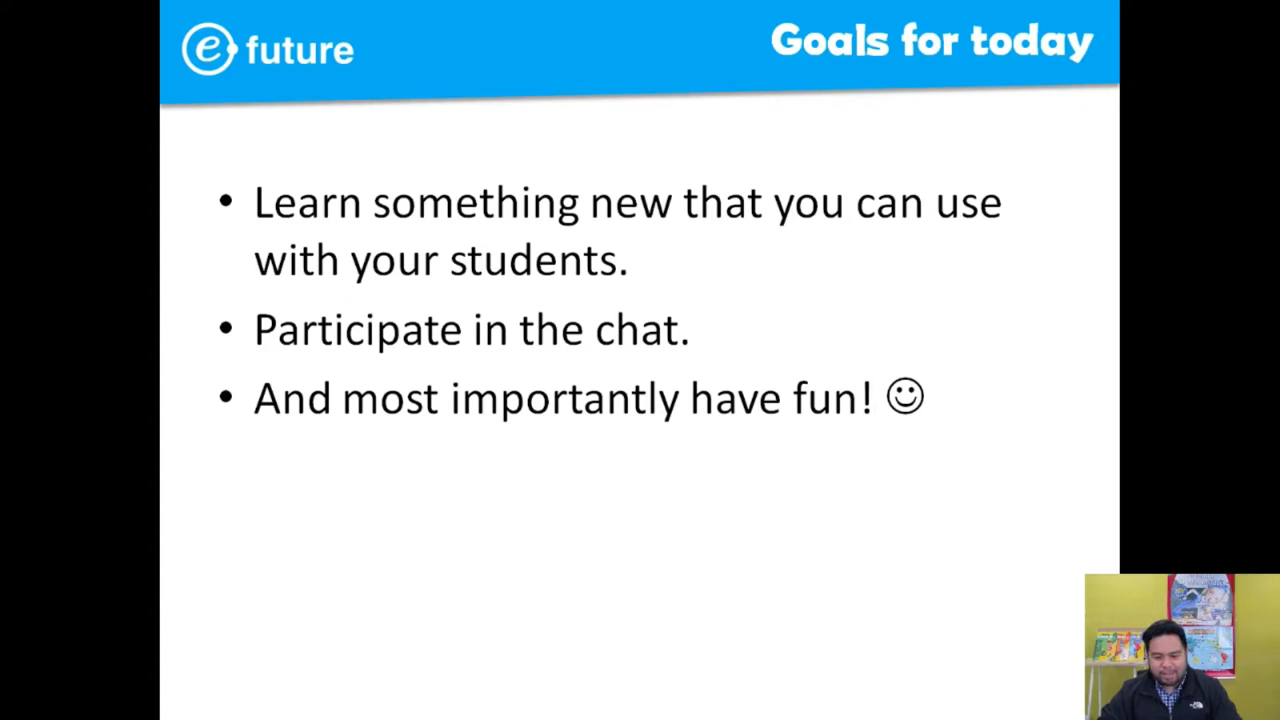 e future
Goals for today
• Learn something new that you can use
with your students.
• Participate in the chat.
• And most importantly have fun! ☺